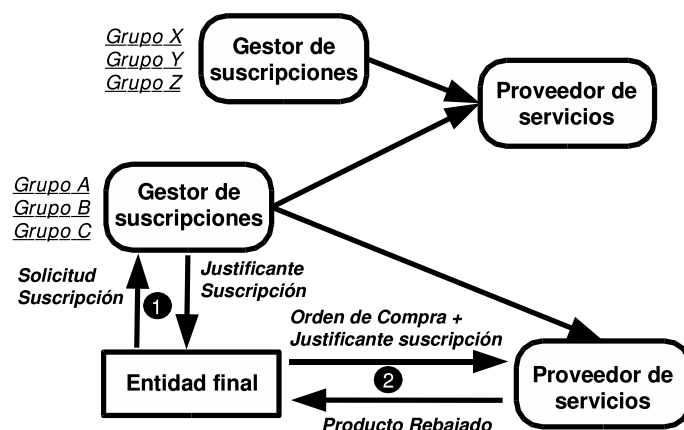 Grupo X
Grupo Y
Grupo Z
Gestor de
suscripciones
Proveedor de
servicios
Grupo A
Grupo B
Grupo C
Gestor de
suscripciones
Solicitud
Suscripción
1
Justificante
Suscripción
Orden de Compra +
Justificante suscripción
Entidad final
2
Proveedor de
servicios
Producto Rebajado